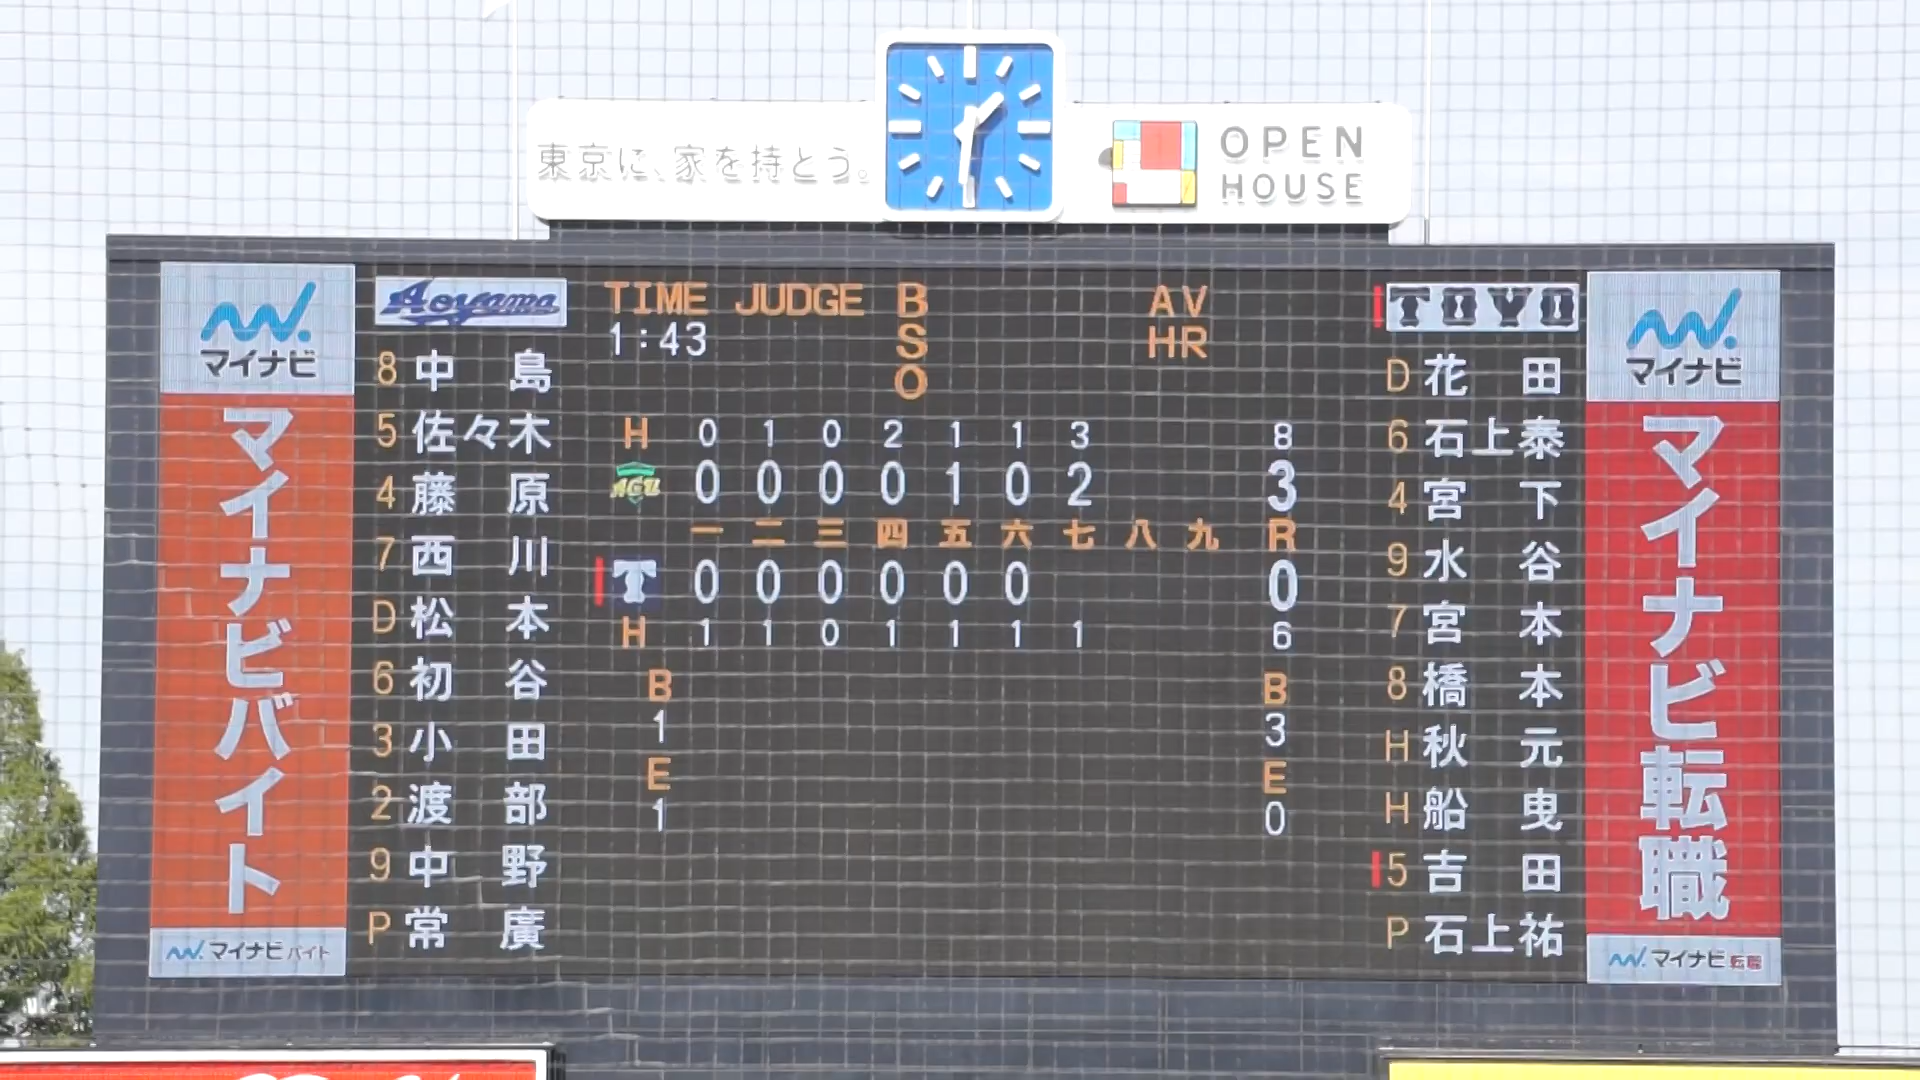 東京に、家を持とう。
OPEN
HOUSE
マイナビ
マイナビバイト
マイナビバイト
Aoyama
8 中島
5 佐々木
4 藤原
7 西川
D 松本
6 初谷
3 小田
2 渡部
9 中野
P 常廣
TIME JUDGE B
1:43
S
O
AV
HR
H 0 1 0 2 1 1 3 8
AGU 0 0 0 0 1 0 2 3
一 二 三 四 五 六 七 八 九 R
T 0 0 0 0 0 0 0
H 1 1 0 1 1 1 1 6
B B
1 3
E E
1 0
TOYO
D 花田
6 石上泰
4 宮下
9 水谷
7 宮本
8 橋本
H 秋元
H 船曳
5 吉田
P 石上祐
マイナビ
マイナビ転職
マイナビ転職